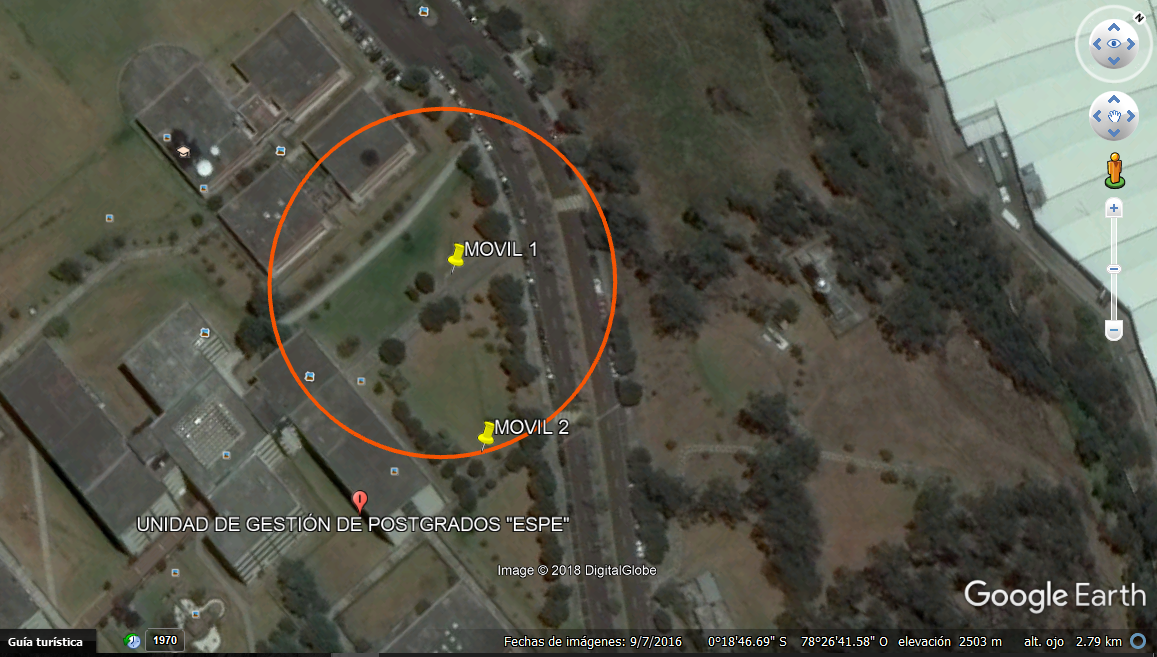 N
MOVIL 1
MOVIL 2
UNIDAD DE GESTIÓN DE POSTGRADOS "ESPE"
Image © 2018 DigitalGlobe
Google Earth
Guía turística 1970 Fechas de imágenes: 9/7/2016 0°18'46.69" S 78°26'41.58" O elevación 2503 m alt. ojo 2.79 km